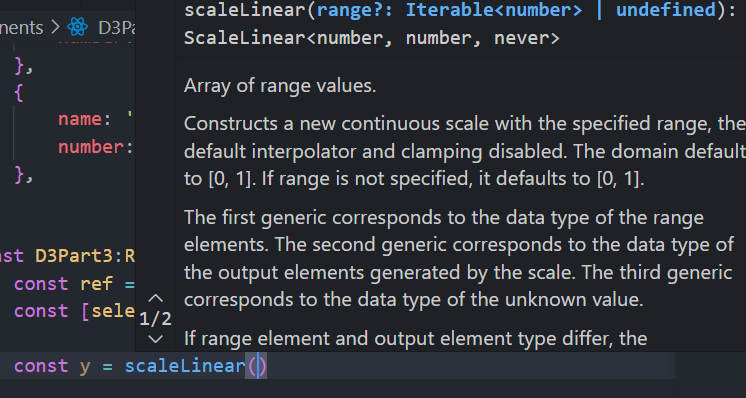 nents > D3Pa
scaleLinear(range?: Iterable<number> | undefined):
ScaleLinear<number, number, never>
},
{
name: '
number:
},
Array of range values.
Constructs a new continuous scale with the specified range, the
default interpolator and clamping disabled. The domain default
to [0, 1]. If range is not specified, it defaults to [0, 1].
The first generic corresponds to the data type of the range
elements. The second generic corresponds to the data type of
the output elements generated by the scale. The third generic
corresponds to the data type of the unknown value.
If range element and output element type differ, the
1/2
nst D3Part3:R
const ref =
const [sele
const y = scaleLinear()